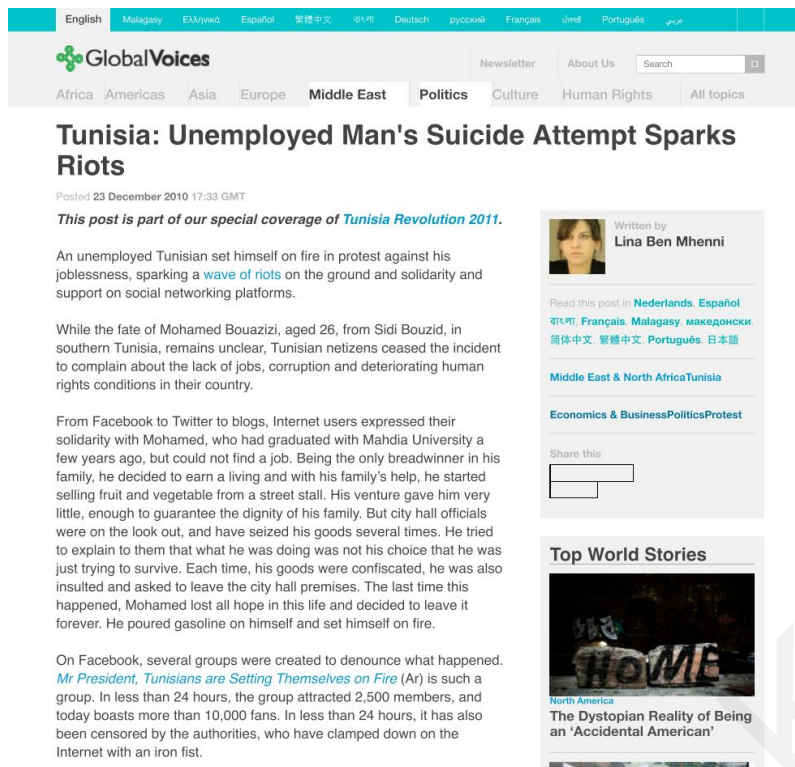 English Malagasy Ελληνικά Español 繁體中文 বাংলা Deutsch русский Français ਪੰਜਾਬੀ Português عربي
GlobalVoices
Newsletter About Us Search
Africa Americas Asia Europe Middle East Politics Culture Human Rights All topics
Tunisia: Unemployed Man's Suicide Attempt Sparks
Riots
Posted 23 December 2010 17:33 GMT
This post is part of our special coverage of Tunisia Revolution 2011.
An unemployed Tunisian set himself on fire in protest against his
joblessness, sparking a wave of riots on the ground and solidarity and
support on social networking platforms.
While the fate of Mohamed Bouazizi, aged 26, from Sidi Bouzid, in
southern Tunisia, remains unclear, Tunisian netizens ceased the incident
to complain about the lack of jobs, corruption and deteriorating human
rights conditions in their country.
From Facebook to Twitter to blogs, Internet users expressed their
solidarity with Mohamed, who had graduated with Mahdia University a
few years ago, but could not find a job. Being the only breadwinner in his
family, he decided to earn a living and with his family's help, he started
selling fruit and vegetable from a street stall. His venture gave him very
little, enough to guarantee the dignity of his family. But city hall officials
were on the look out, and have seized his goods several times. He tried
to explain to them that what he was doing was not his choice that he was
just trying to survive. Each time, his goods were confiscated, he was also
insulted and asked to leave the city hall premises. The last time this
happened, Mohamed lost all hope in this life and decided to leave it
forever. He poured gasoline on himself and set himself on fire.
On Facebook, several groups were created to denounce what happened.
Mr President, Tunisians are Setting Themselves on Fire (Ar) is such a
group. In less than 24 hours, the group attracted 2,500 members, and
today boasts more than 10,000 fans. In less than 24 hours, it has also
been censored by the authorities, who have clamped down on the
Internet with an iron fist.
Written by
Lina Ben Mhenni
Read this post in Nederlands, Español,
বাংলা, Français, Malagasy, македонски,
简体中文, 繁體中文, Português, 日本語
Middle East & North AfricaTunisia
Economics & BusinessPoliticsProtest
Share this
Top World Stories
HOME
North America
The Dystopian Reality of Being
an ‘Accidental American’